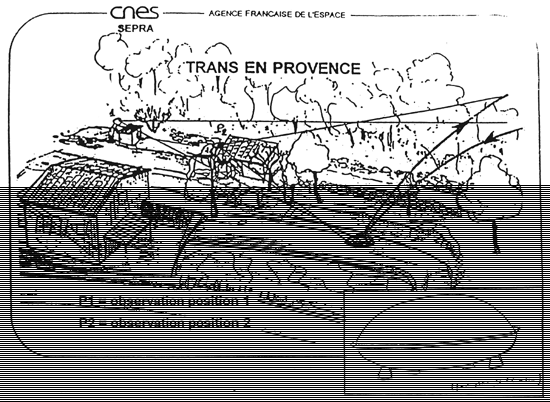 cnes
AGENCE FRANCAISE DE L'ESPACE
SEPRA
TRANS EN PROVENCE
P1 = observation position 1
P2 = observation position 2